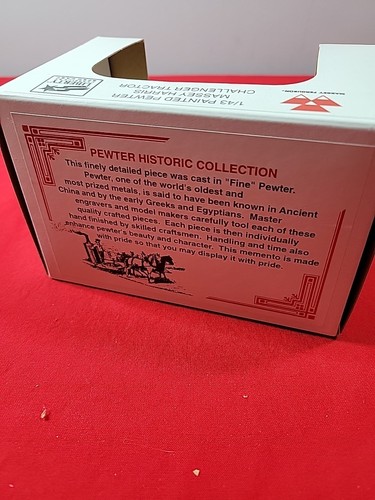 1/43 PAINTED PEWTER
MASSEY HARRIS
CHALLENGER TRACTOR
MASSEY FERGUSON
PEWTER HISTORIC COLLECTION
This finely detailed piece was cast in "Fine" Pewter.
Pewter, one of the world's oldest and
most prized metals, is said to have been known in Ancient
China and by the early Greeks and Egyptians. Master
engravers and model makers carefully tool each of these
quality crafted pieces. Each piece is then individually
hand finished by skilled craftsmen. Handling and time also
enhance pewter's beauty and character. This memento is made
with pride so that you may display it with pride.